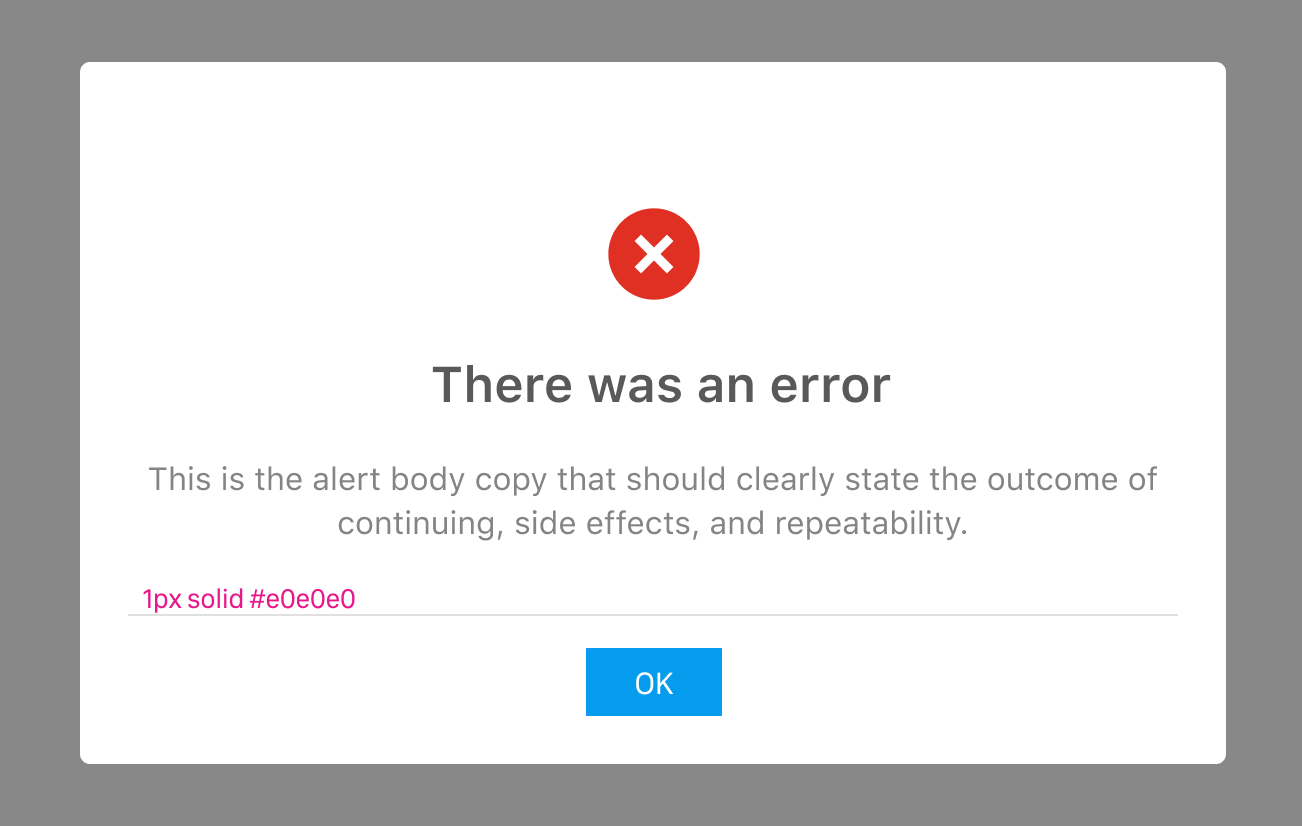 There was an error
This is the alert body copy that should clearly state the outcome of
continuing, side effects, and repeatability.
1px solid #e0e0e0
OK